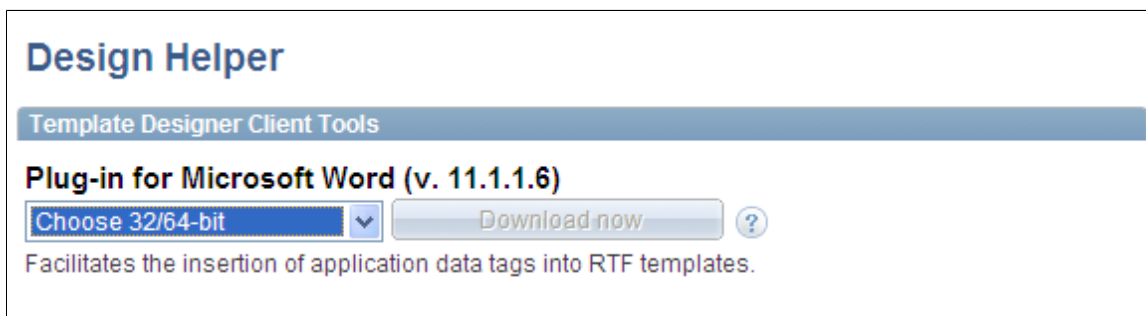 Design Helper
Template Designer Client Tools
Plug-in for Microsoft Word (v. 11.1.1.6)
Choose 32/64-bit Download now ?
Facilitates the insertion of application data tags into RTF templates.